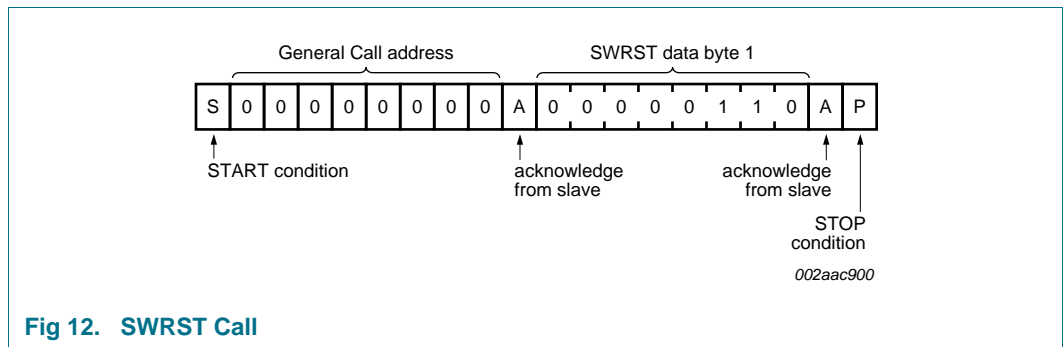 General Call address SWRST data byte 1
S 0 0 0 0 0 0 0 0 A 0 0 0 0 0 1 1 0 A P
START condition acknowledge acknowledge
from slave from slave
STOP
condition
002aac900
Fig 12. SWRST Call